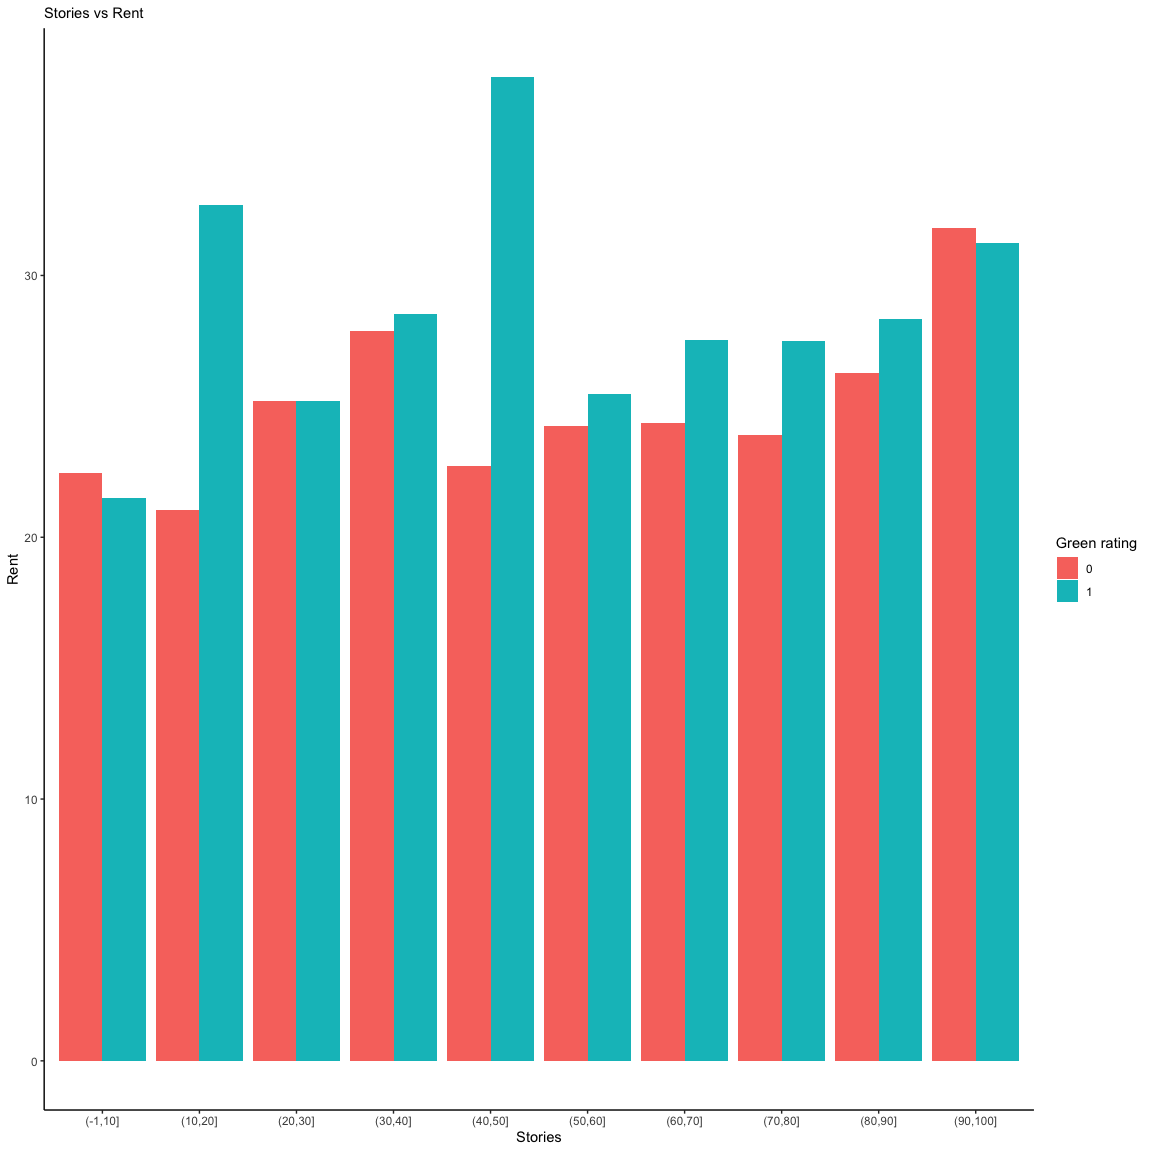 Stories vs Rent
Rent
30
20
10
0
(-1,10] (10,20] (20,30] (30,40] (40,50] (50,60] (60,70] (70,80] (80,90] (90,100]
Stories
Green rating
0
1